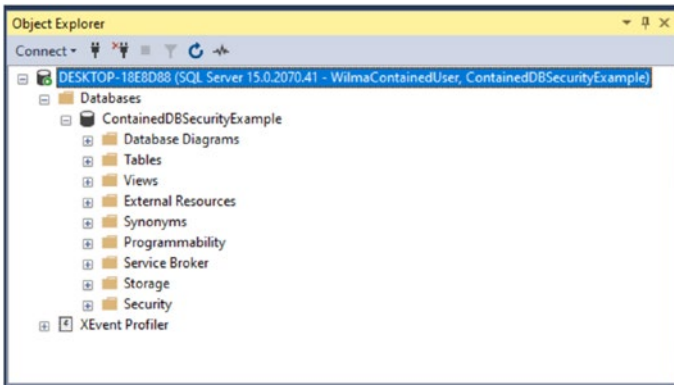 Object Explorer
Connect
DESKTOP-18E8D88 (SQL Server 15.0.2070.41 - WilmaContainedUser, ContainedDBSecurityExample)
Databases
ContainedDBSecurityExample
Database Diagrams
Tables
Views
External Resources
Synonyms
Programmability
Service Broker
Storage
Security
XEvent Profiler